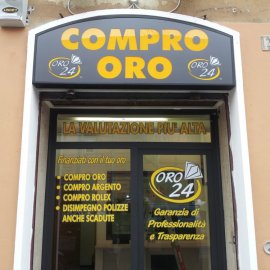 COMPRO
ORO
ORO
24
ORO
24
LA VALUTAZIONE PIU' ALTA
Finanziati con il tuo oro
• COMPRO ORO
• COMPRO ARGENTO
• COMPRO ROLEX
• DISIMPEGNO POLIZZE
ANCHE SCADUTE
ORO
24
Garanzia di
Professionalità
e Trasparenza